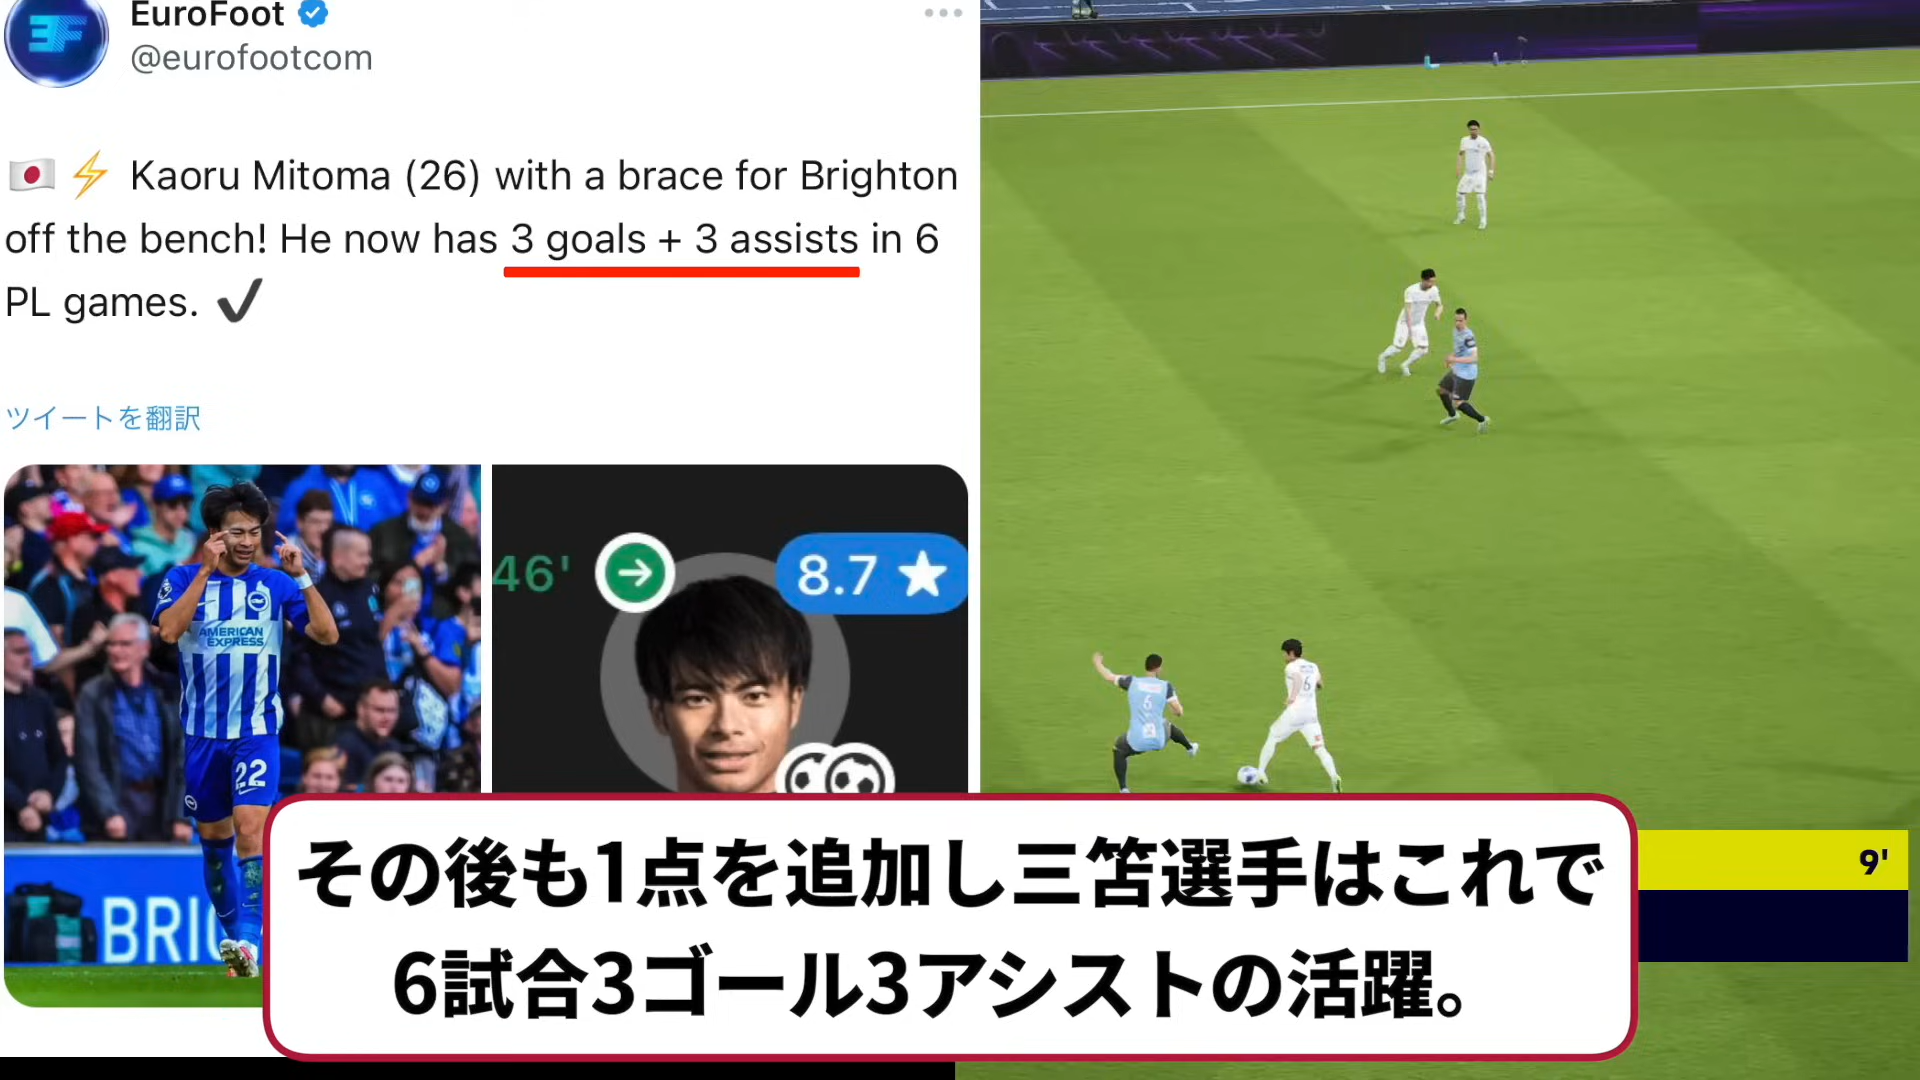 EuroFoot
@eurofootcom
🇯🇵⚡ Kaoru Mitoma (26) with a brace for Brighton
off the bench! He now has 3 goals + 3 assists in 6
PL games. ✔
ツイートを翻訳
46'
8.7
AMERICAN
EXPRESS
22
BRI
6
6
9'
その後も1点を追加し三笘選手はこれで
6試合3ゴール3アシストの活躍。